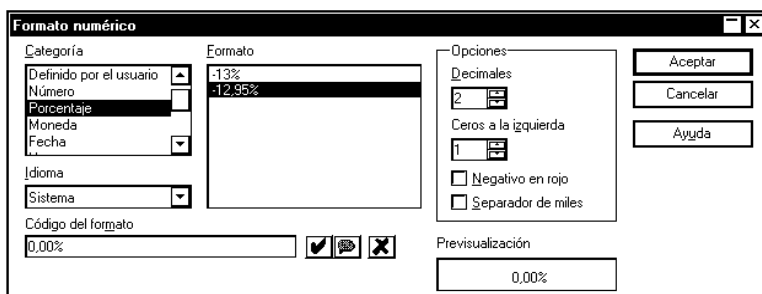 Formato numérico
Categoría
Definido por el usuario
Número
Porcentaje
Moneda
Fecha
Idioma
Sistema
Código del formato
0,00%
Formato
-13%
-12,95%
Opciones
Decimales
2
Ceros a la izquierda
1
Negativo en rojo
Separador de miles
Previsualización
0,00%
Aceptar
Cancelar
Ayuda